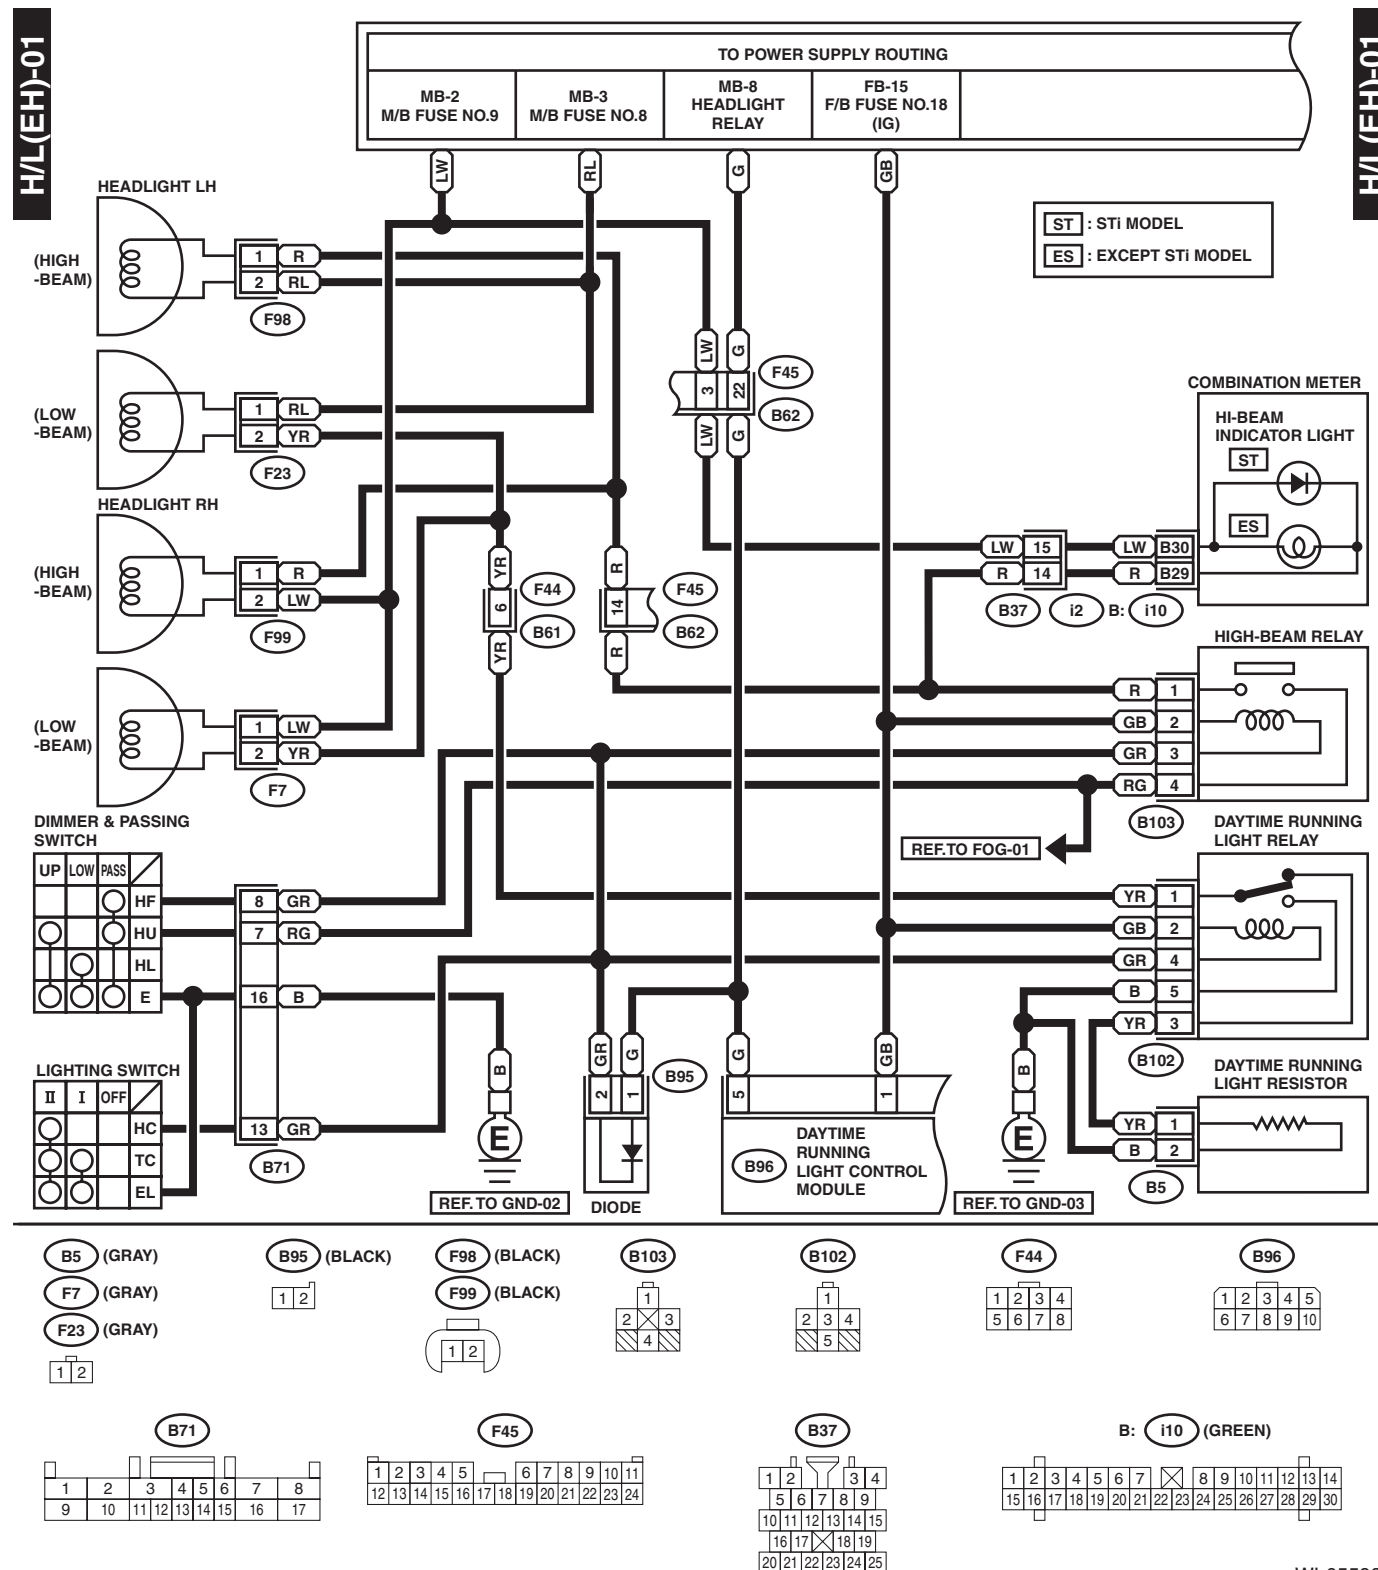 H/L(EH)-01
TO POWER SUPPLY ROUTING
MB-2
M/B FUSE NO.9
MB-3
M/B FUSE NO.8
MB-8
HEADLIGHT
RELAY
FB-15
F/B FUSE NO.18
(IG)
LW
RL
G
GB
ST : STi MODEL
ES : EXCEPT STi MODEL
HEADLIGHT LH
(HIGH
-BEAM)
1 R
2 RL
F98
(LOW
-BEAM)
1 RL
2 YR
F23
LW G
3 22
LW G
F45
B62
HEADLIGHT RH
(HIGH
-BEAM)
1 R
2 LW
F99
YR
6
YR
F44
B61
R
14
R
F45
B62
(LOW
-BEAM)
1 LW
2 YR
F7
COMBINATION METER
HI-BEAM
INDICATOR LIGHT
ST
ES
LW 15 LW B30
R 14 R B29
B37 i2 B: i10
HIGH-BEAM RELAY
R 1
GB 2
GR 3
RG 4
B103
REF.TO FOG-01
DIMMER & PASSING
SWITCH
UP LOW PASS
HF
HU
HL
E
8 GR
7 RG
16 B
DAYTIME RUNNING
LIGHT RELAY
YR 1
GB 2
GR 4
B 5
YR 3
B102
LIGHTING SWITCH
II I OFF
HC
TC
EL
13 GR
B71
B
E
REF. TO GND-02
GR G
2 1
B95
DIODE
G GB
5 1
B96
DAYTIME
RUNNING
LIGHT CONTROL
MODULE
B
E
REF. TO GND-03
DAYTIME RUNNING
LIGHT RESISTOR
YR 1
B 2
B5
B5 (GRAY)
F7 (GRAY)
F23 (GRAY)
1 2
B95 (BLACK)
1 2
F98 (BLACK)
F99 (BLACK)
1 2
B103
1
2 3
4
B102
1
2 3 4
5
F44
1 2 3 4
5 6 7 8
B96
1 2 3 4 5
6 7 8 9 10
B71
1 2 3 4 5 6 7 8
9 10 11 12 13 14 15 16 17
F45
1 2 3 4 5 6 7 8 9 10 11
12 13 14 15 16 17 18 19 20 21 22 23 24
B37
1 2 3 4
5 6 7 8 9
10 11 12 13 14 15
16 17 18 19
20 21 22 23 24 25
B: i10 (GREEN)
1 2 3 4 5 6 7 8 9 10 11 12 13 14
15 16 17 18 19 20 21 22 23 24 25 26 27 28 29 30